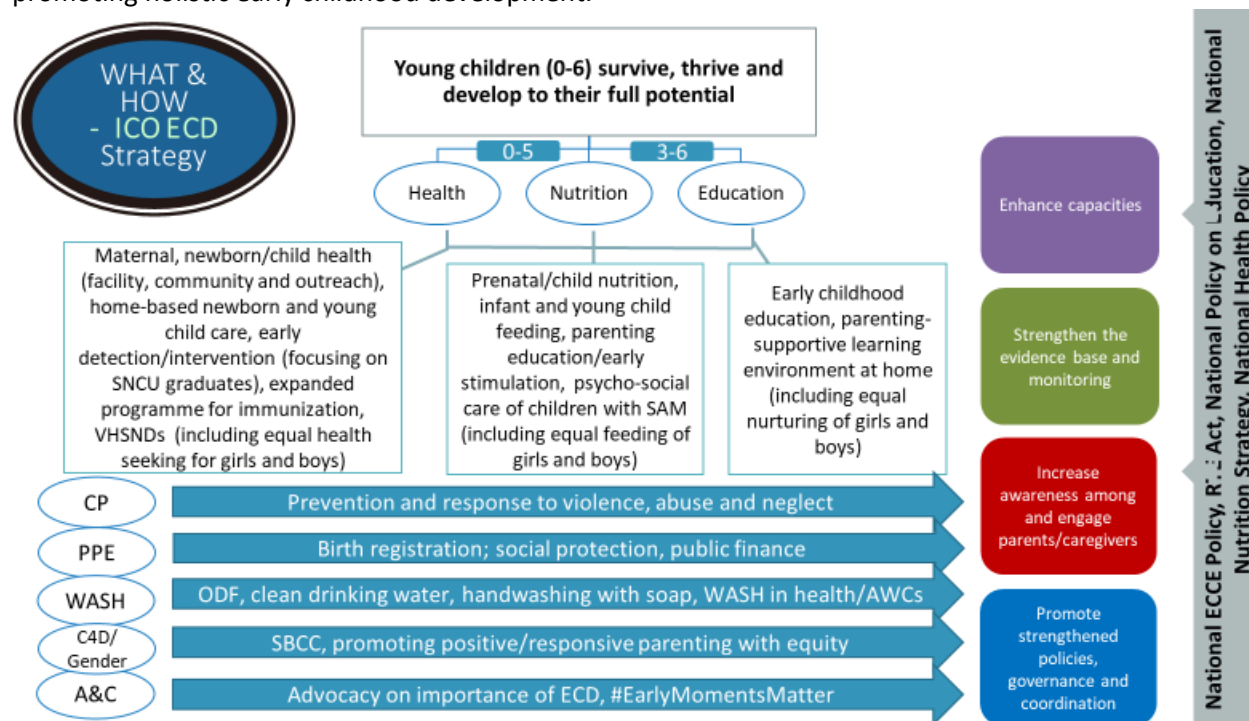 promoting holistic early childhood development.
WHAT &
HOW
- ICO ECD
Strategy
Young children (0-6) survive, thrive and
develop to their full potential
0-5
3-6
Health
Nutrition
Education
Maternal, newborn/child health
(facility, community and outreach),
home-based newborn and young
child care, early
detection/intervention (focusing on
SNCU graduates), expanded
programme for immunization,
VHSNDs (including equal health
seeking for girls and boys)
Prenatal/child nutrition,
infant and young child
feeding, parenting
education/early
stimulation, psycho-social
care of children with SAM
(including equal feeding of
girls and boys)
Early childhood
education, parenting-
supportive learning
environment at home
(including equal
nurturing of girls and
boys)
CP
Prevention and response to violence, abuse and neglect
PPE
Birth registration; social protection, public finance
WASH
ODF, clean drinking water, handwashing with soap, WASH in health/AWCs
C4D/
Gender
SBCC, promoting positive/responsive parenting with equity
A&C
Advocacy on importance of ECD, #EarlyMomentsMatter
Enhance capacities
Strengthen the
evidence base and
monitoring
Increase
awareness among
and engage
parents/caregivers
Promote
strengthened
policies,
governance and
coordination
National ECCE Policy, Act, National Policy on Education, National
Nutrition Strategy, National Health Policy